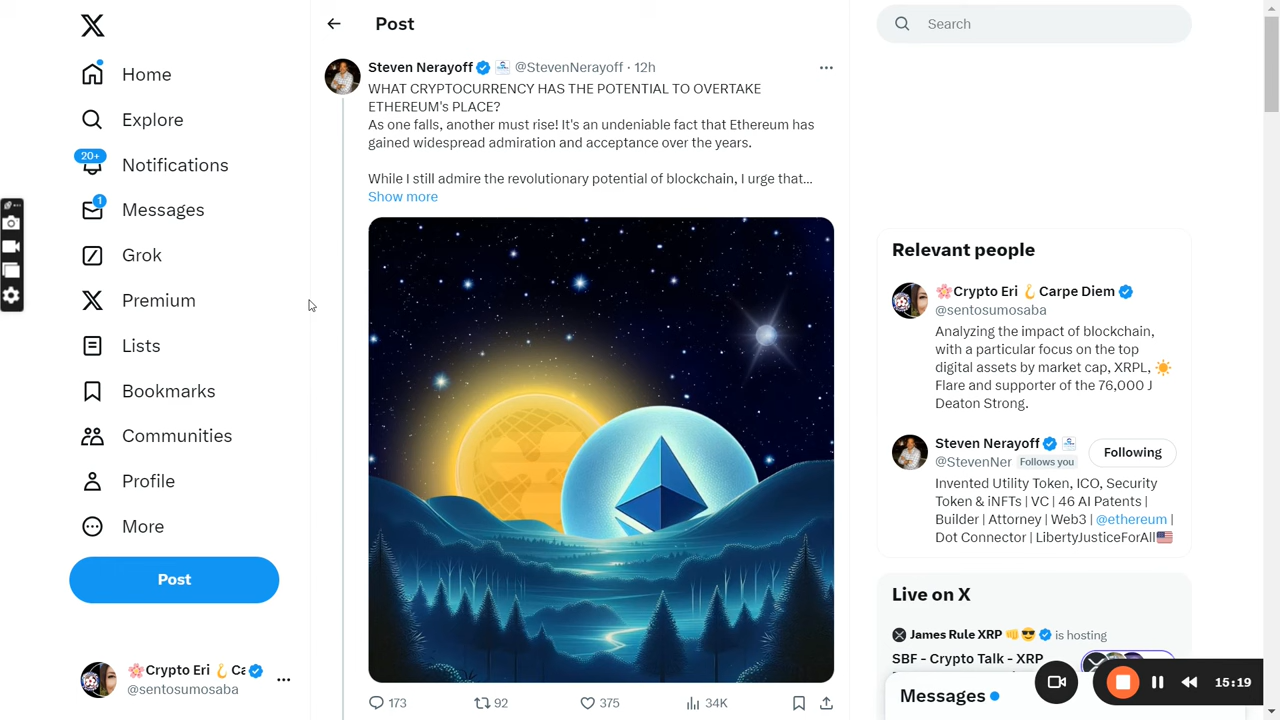 Post
Search
Steven Nerayoff @StevenNerayoff · 12h
WHAT CRYPTOCURRENCY HAS THE POTENTIAL TO OVERTAKE
ETHEREUM's PLACE?
As one falls, another must rise! It's an undeniable fact that Ethereum has
gained widespread admiration and acceptance over the years.
While I still admire the revolutionary potential of blockchain, I urge that...
Show more
173
92
375
34K
Home
Explore
20+
Notifications
1
Messages
Grok
Premium
Lists
Bookmarks
Communities
Profile
More
Post
🌸Crypto Eri 🪝Ca
@sentosumosaba
Relevant people
🌸Crypto Eri 🪝Carpe Diem
@sentosumosaba
Analyzing the impact of blockchain,
with a particular focus on the top
digital assets by market cap, XRPL, ☀️
Flare and supporter of the 76,000 J
Deaton Strong.
Steven Nerayoff
@StevenNer Follows you
Following
Invented Utility Token, ICO, Security
Token & iNFTs | VC | 46 AI Patents |
Builder | Attorney | Web3 | @ethereum |
Dot Connector | LibertyJusticeForAll🇺🇸
Live on X
James Rule XRP 👊😎 is hosting
SBF - Crypto Talk - XRP
Messages
15:19